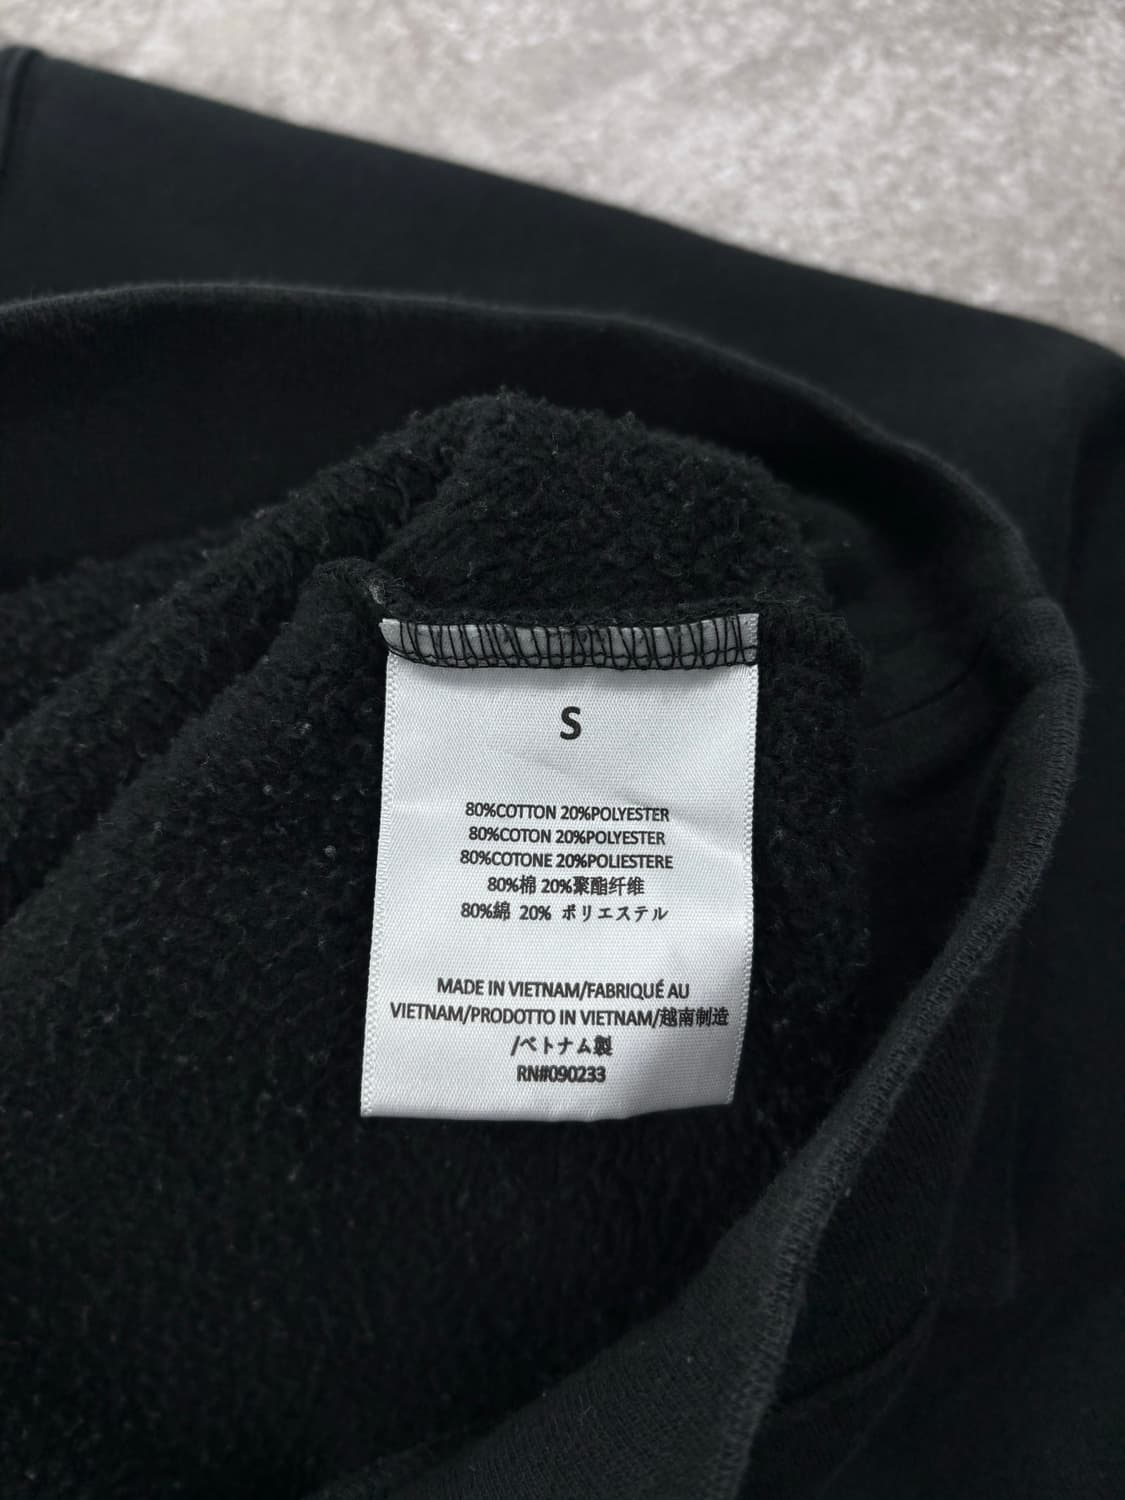 S
80%COTTON 20%POLYESTER
80%COTON 20%POLYESTER
80%COTONE 20%POLIESTERE
80%棉 20%聚酯纤维
80%綿 20% ポリエステル
MADE IN VIETNAM/FABRIQUÉ AU
VIETNAM/PRODOTTO IN VIETNAM/越南制造
/ベトナム製
RN#090233